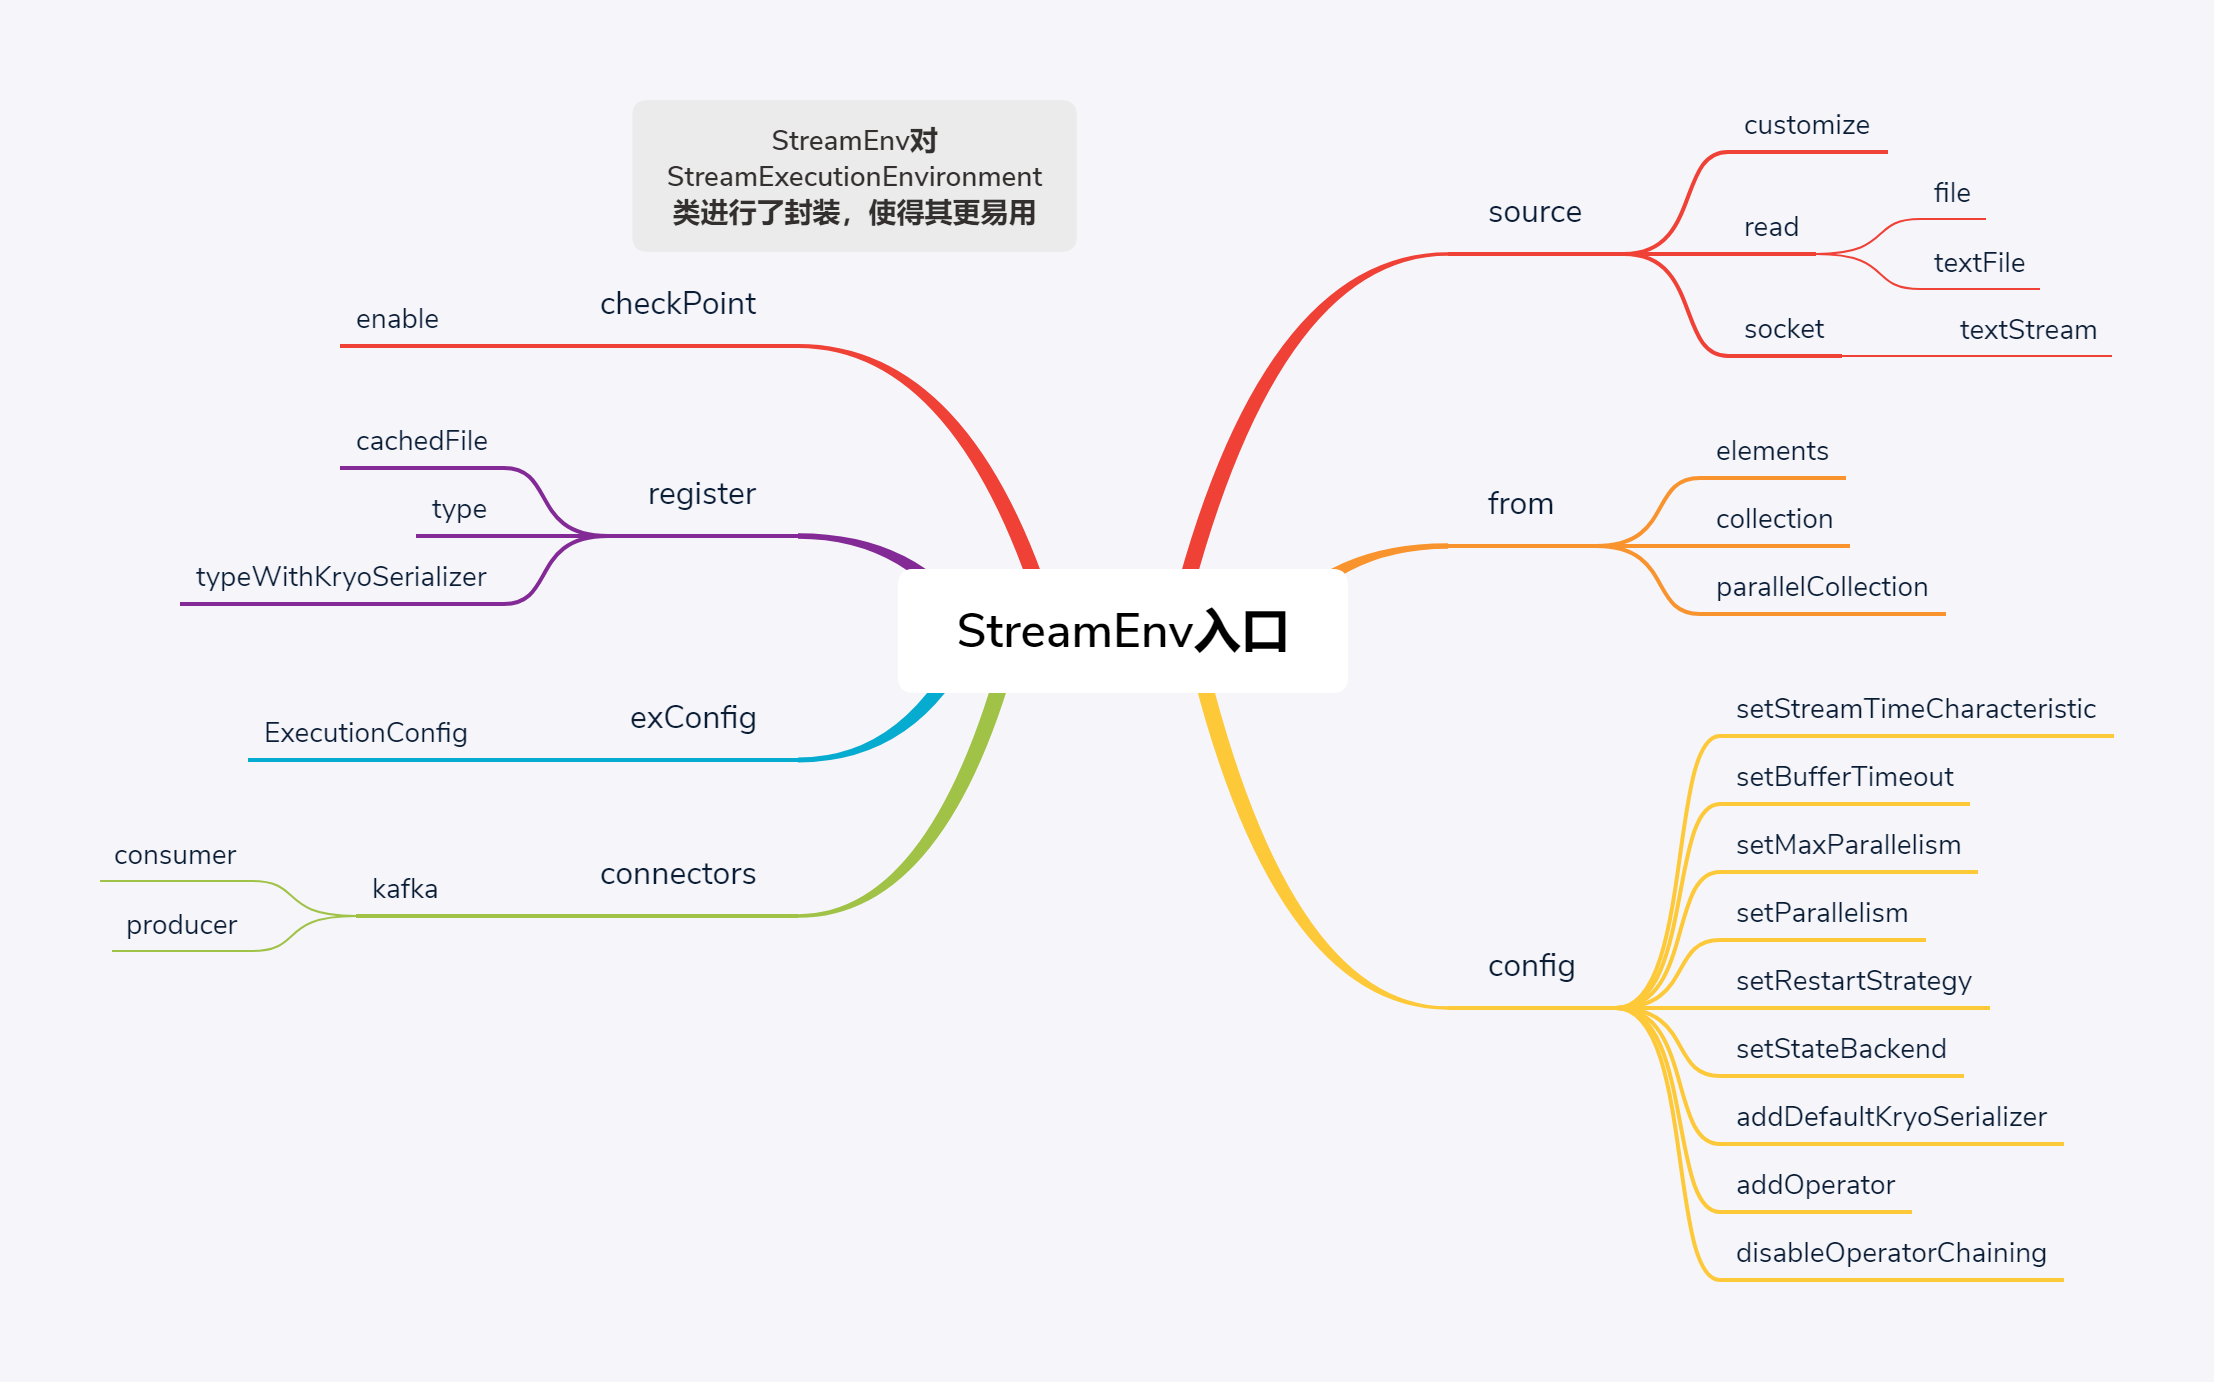 StreamEnv对
StreamExecutionEnvironment
类进行了封装，使得其更易用
StreamEnv入口
source
customize
read
file
textFile
socket
textStream
from
elements
collection
parallelCollection
config
setStreamTimeCharacteristic
setBufferTimeout
setMaxParallelism
setParallelism
setRestartStrategy
setStateBackend
addDefaultKryoSerializer
addOperator
disableOperatorChaining
checkPoint
enable
register
cachedFile
type
typeWithKryoSerializer
exConfig
ExecutionConfig
connectors
kafka
consumer
producer